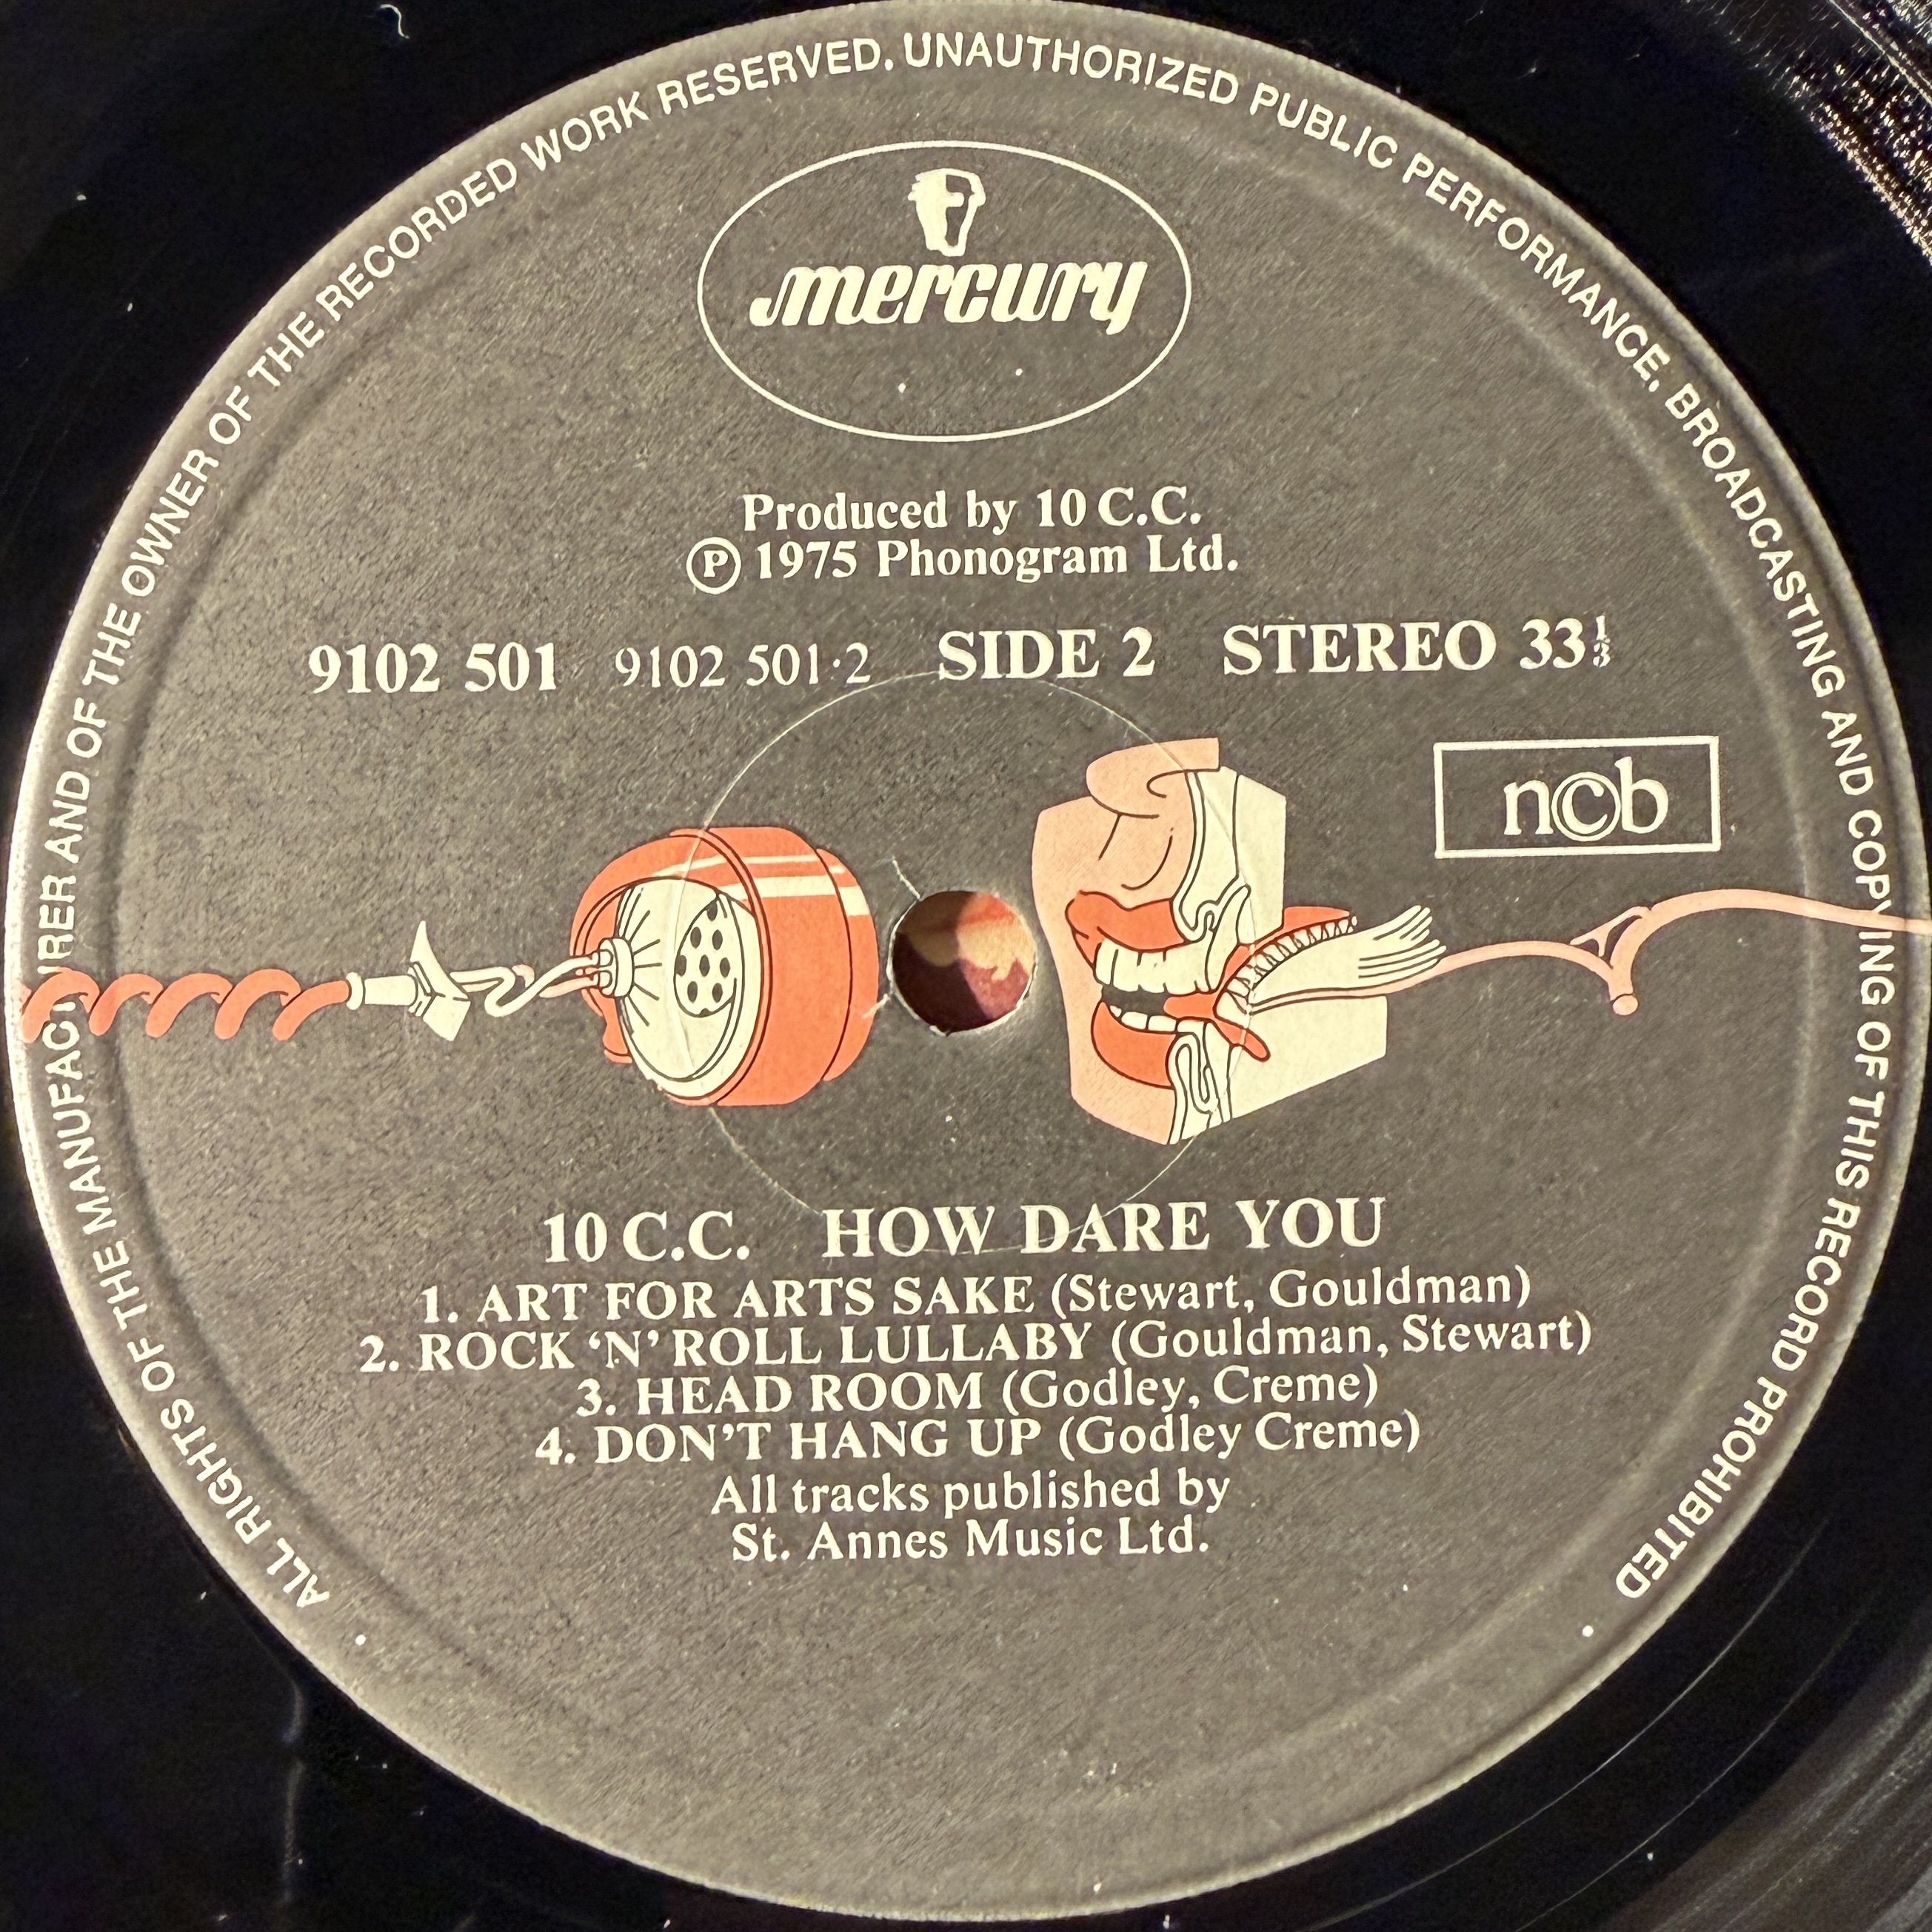 ALL RIGHTS OF THE MANUFACTURER AND OF THE OWNER OF THE RECORDED WORK RESERVED. UNAUTHORIZED PUBLIC PERFORMANCE, BROADCASTING AND COPYING OF THIS RECORD PROHIBITED
mercury
Produced by 10 C.C.
Ⓟ 1975 Phonogram Ltd.
9102 501 9102 501·2 SIDE 2 STEREO 33⅓
n©b
10 C.C. HOW DARE YOU
1. ART FOR ARTS SAKE (Stewart, Gouldman)
2. ROCK ‘N’ ROLL LULLABY (Gouldman, Stewart)
3. HEAD ROOM (Godley, Creme)
4. DON’T HANG UP (Godley Creme)
All tracks published by
St. Annes Music Ltd.